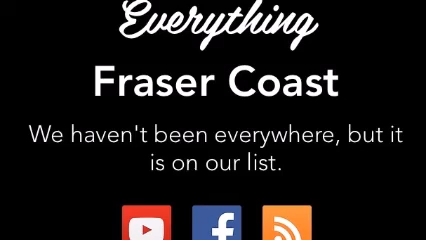 Everything
Fraser Coast
We haven't been everywhere, but it
is on our list.